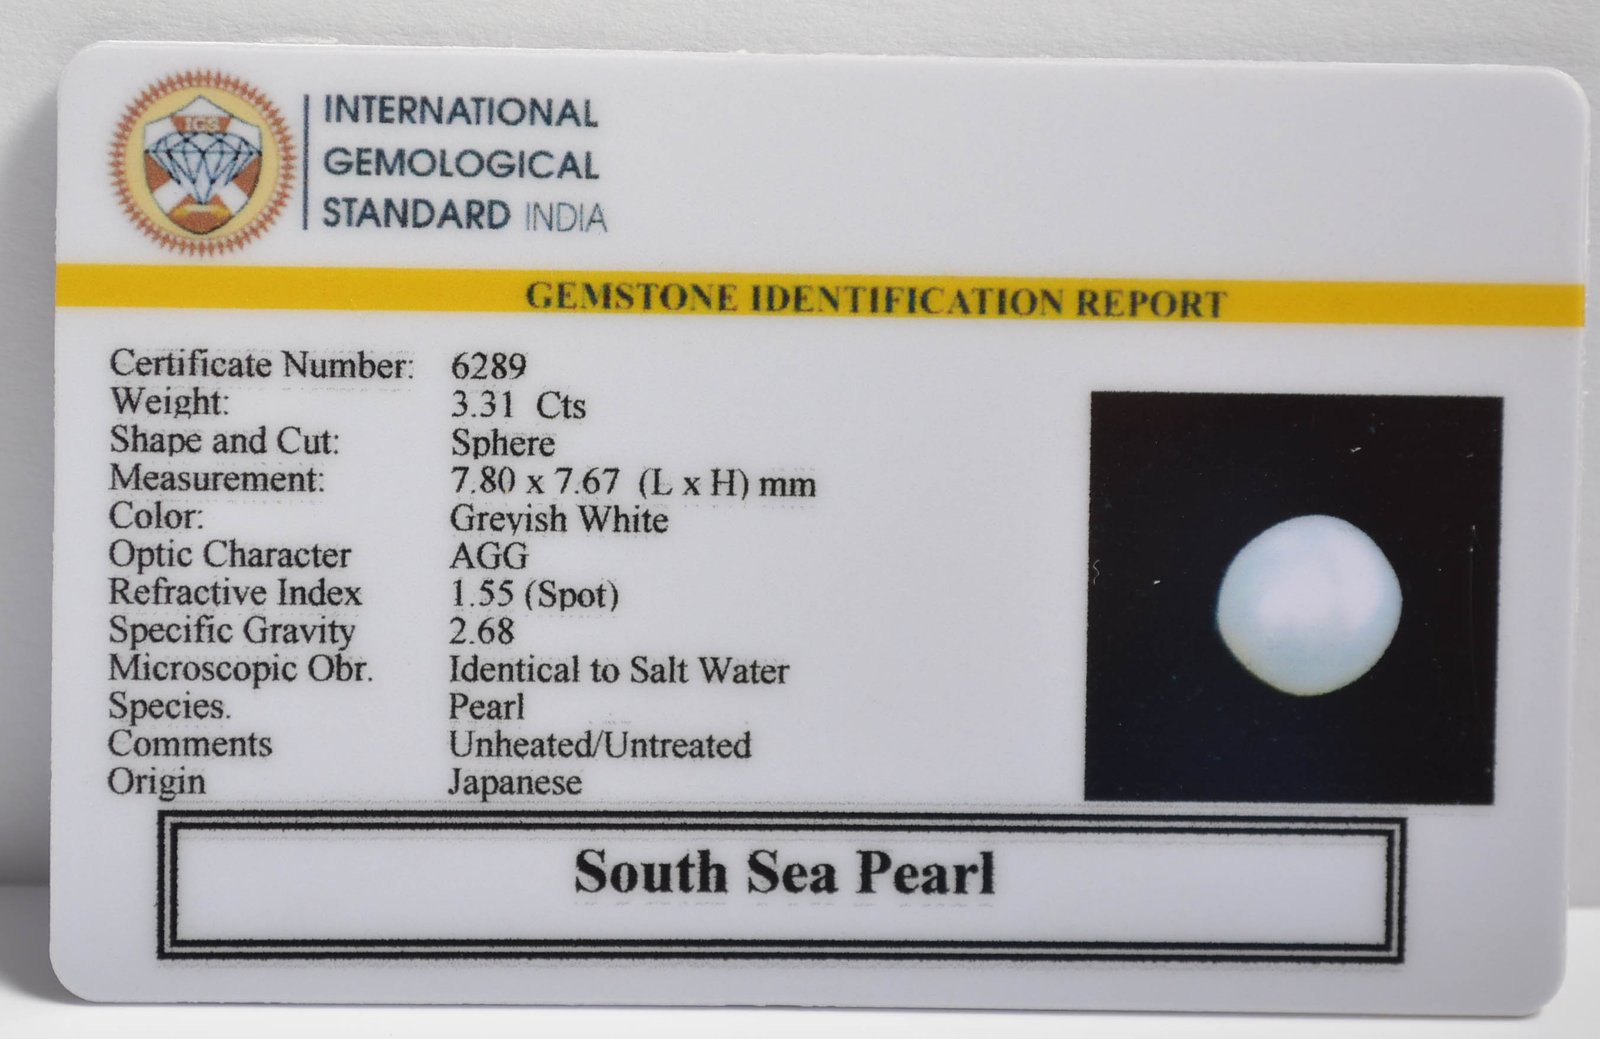 IGS
INTERNATIONAL
GEMOLOGICAL
STANDARD INDIA
GEMSTONE IDENTIFICATION REPORT
Certificate Number: 6289
Weight: 3.31 Cts
Shape and Cut: Sphere
Measurement: 7.80 x 7.67 (L x H) mm
Color: Greyish White
Optic Character AGG
Refractive Index 1.55 (Spot)
Specific Gravity 2.68
Microscopic Obr. Identical to Salt Water
Species. Pearl
Comments Unheated/Untreated
Origin Japanese
South Sea Pearl